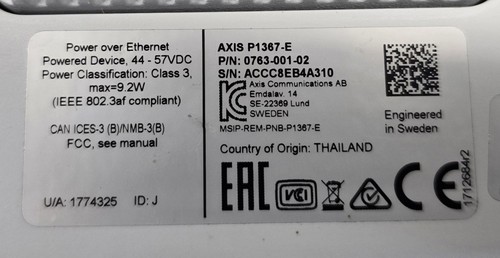 Power over Ethernet
Powered Device, 44 - 57VDC
Power Classification: Class 3,
max=9.2W
(IEEE 802.3af compliant)
CAN ICES-3 (B)/NMB-3(B)
FCC, see manual
U/A: 1774325 ID: J
AXIS P1367-E
P/N: 0763-001-02
S/N: ACCC8EB4A310
Axis Communications AB
Emdalav. 14
SE-22369 Lund
SWEDEN
MSIP-REM-PNB-P1367-E
Engineered
in Sweden
Country of Origin: THAILAND
EAC VCI CE
1712684r2